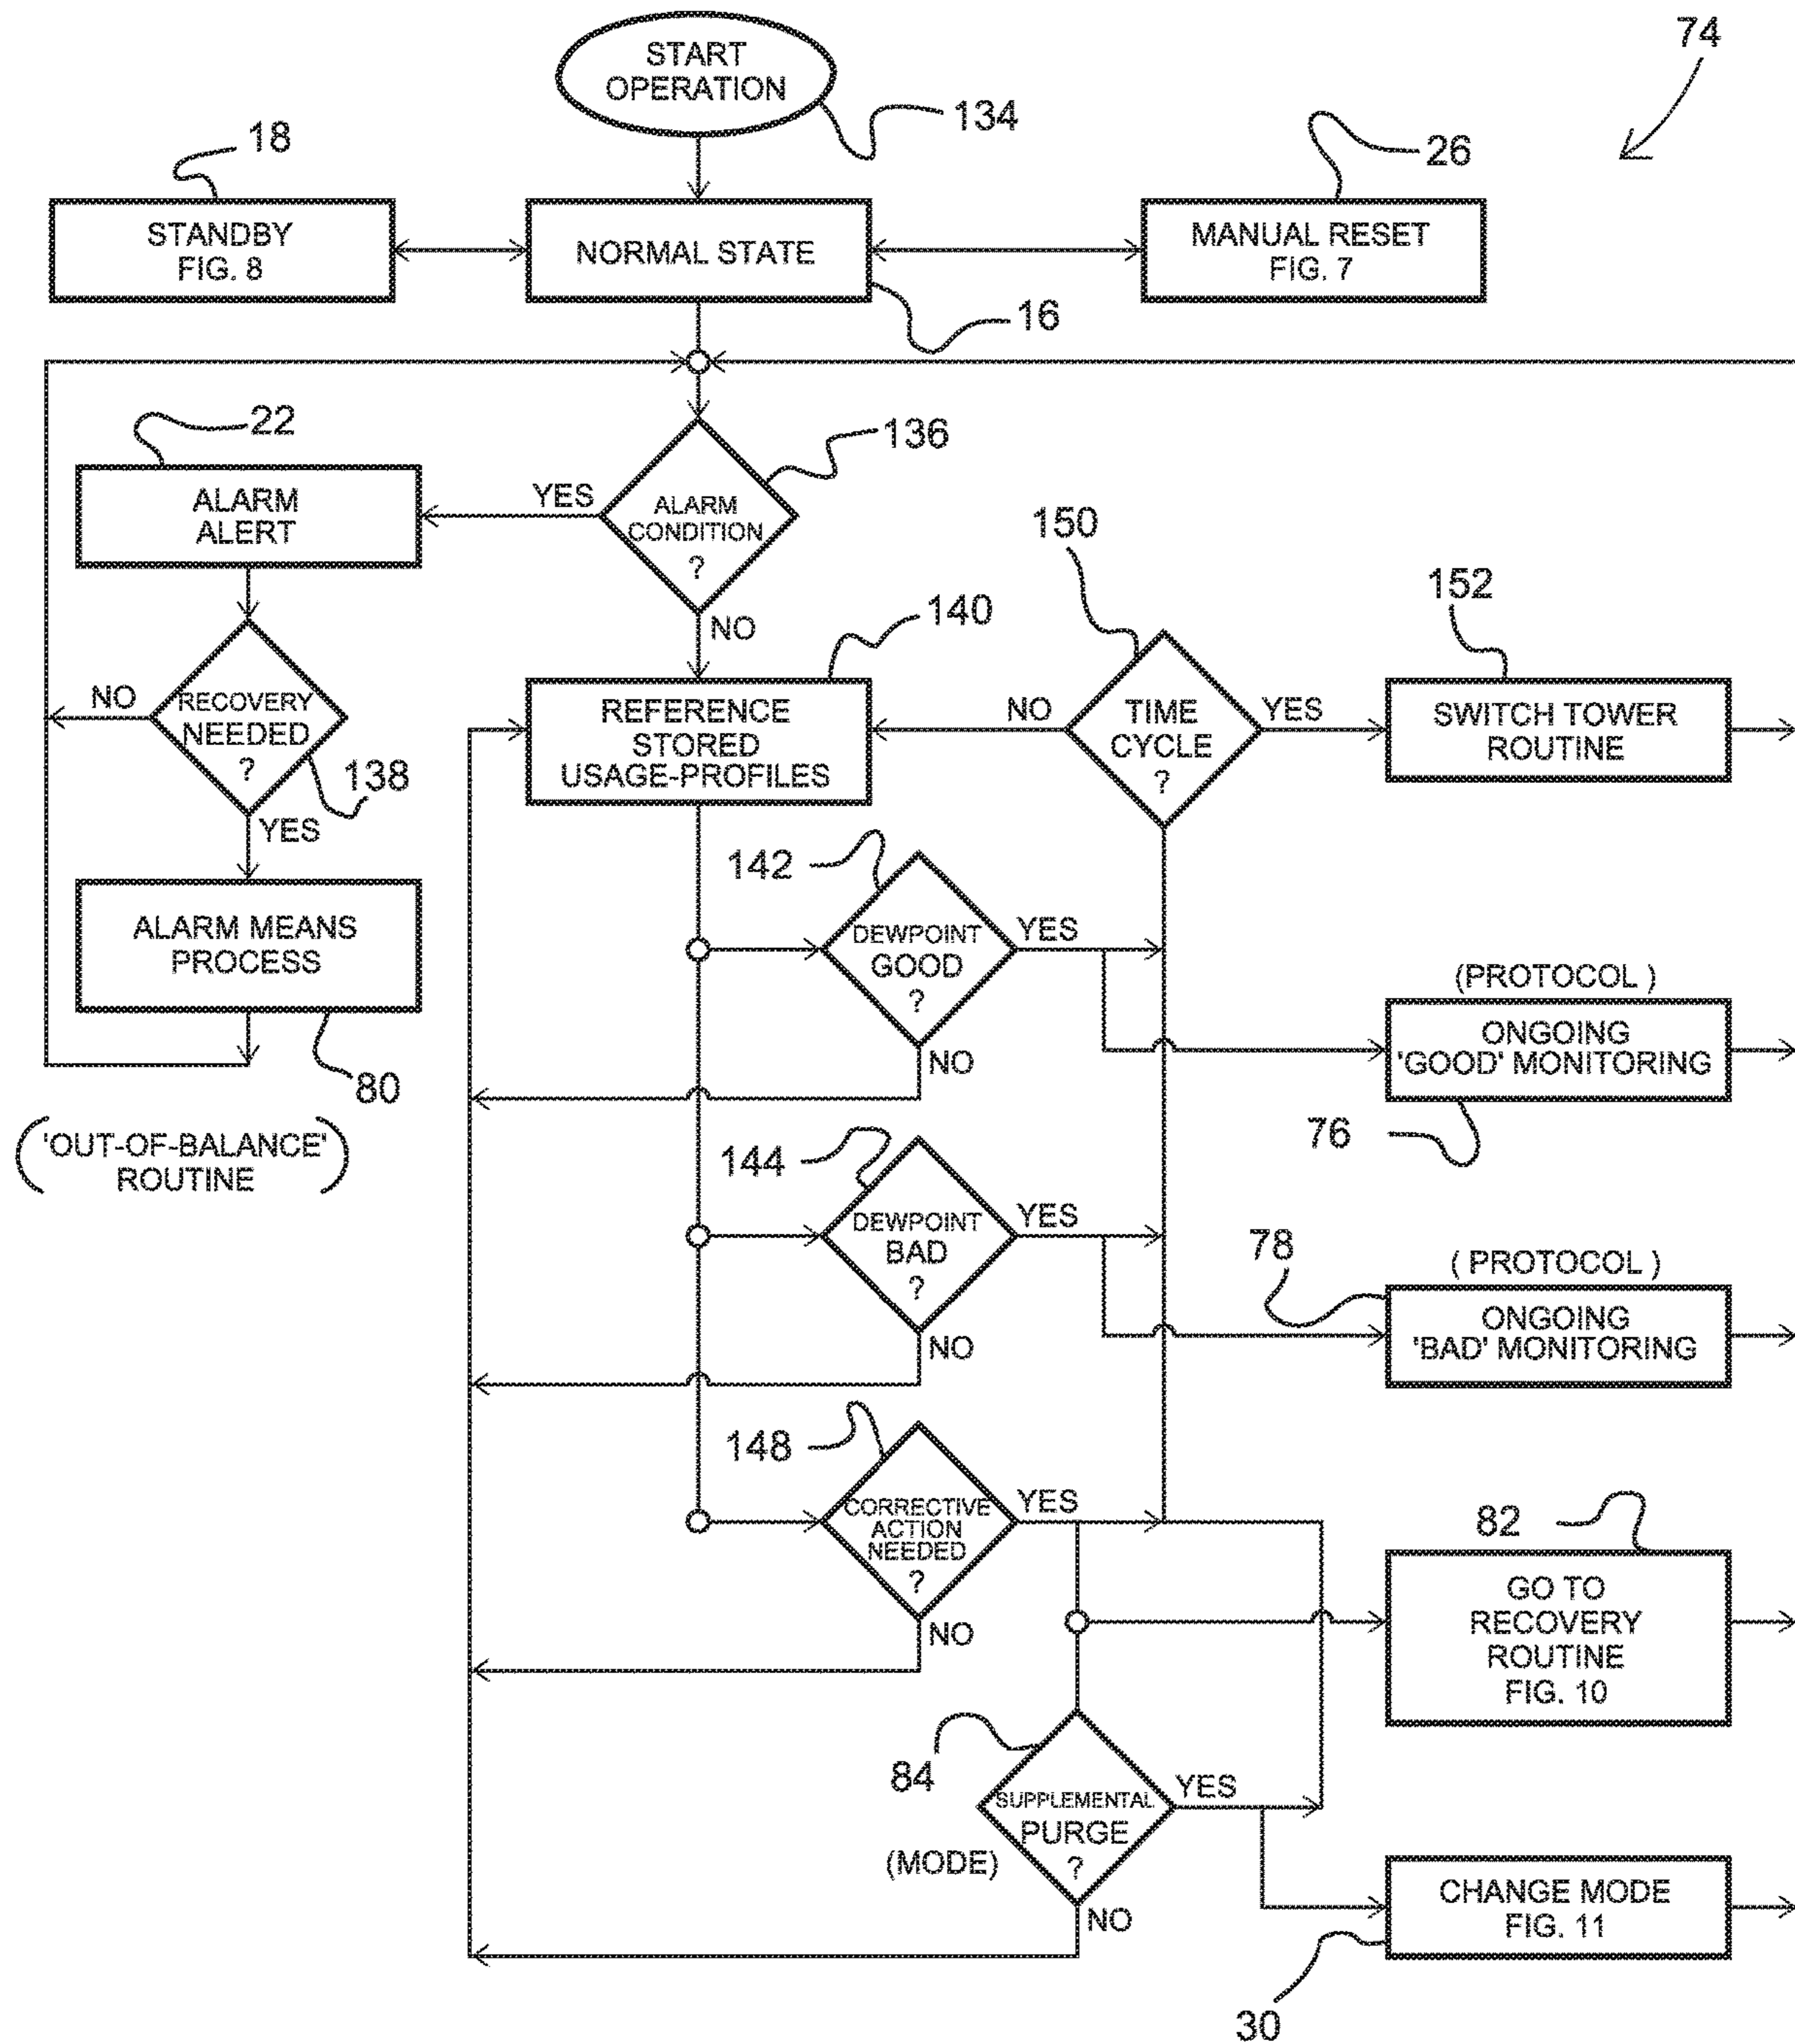 START
OPERATION
134
74
18
26
STANDBY
FIG. 8
NORMAL STATE
MANUAL RESET
FIG. 7
16
22
136
ALARM
ALERT
YES
ALARM
CONDITION
?
NO
150
152
140
RECOVERY
NEEDED
?
NO
138
YES
REFERENCE
STORED
USAGE-PROFILES
NO
TIME
CYCLE
?
YES
SWITCH TOWER
ROUTINE
ALARM MEANS
PROCESS
80
('OUT-OF-BALANCE'
ROUTINE)
142
DEWPOINT
GOOD
?
YES
NO
(PROTOCOL )
ONGOING
'GOOD' MONITORING
76
144
DEWPOINT
BAD
?
YES
NO
78
( PROTOCOL )
ONGOING
'BAD' MONITORING
148
CORRECTIVE
ACTION
NEEDED
?
YES
NO
82
GO TO
RECOVERY
ROUTINE
FIG. 10
84
SUPPLEMENTAL
PURGE
?
(MODE)
YES
NO
CHANGE MODE
FIG. 11
30